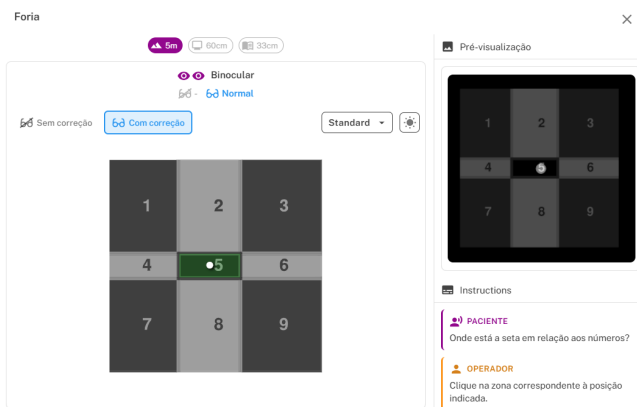 Foria
5m
60cm
33cm
Binocular
- Normal
Sem correção
Com correção
Standard
1 2 3
4 5 6
7 8 9
Pré-visualização
1 2 3
4 5 6
7 8 9
Instructions
PACIENTE
Onde está a seta em relação aos números?
OPERADOR
Clique na zona correspondente à posição
indicada.